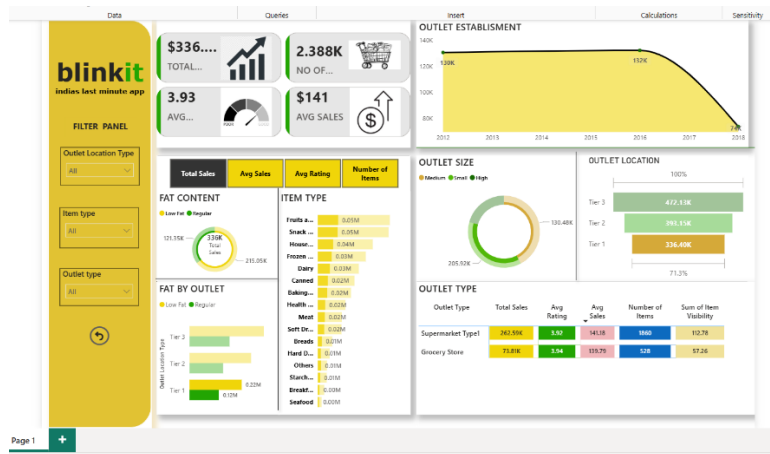 Data
Queries
Insert
Calculations
Sensitivity
blinkit
indias last minute app
FILTER PANEL
Outlet Location Type
All
Item type
All
Outlet type
All
$336....
TOTAL...
2.388K
NO OF...
3.93
AVG...
$141
AVG SALES
OUTLET ESTABLISMENT
140K
120K
100K
80K
130K
132K
74K
2012 2013 2014 2015 2016 2017 2018
Total Sales
Avg Sales
Avg Rating
Number of
Items
FAT CONTENT
Low Fat Regular
121.35K
336K
Total
Sales
215.05K
FAT BY OUTLET
Low Fat Regular
Outlet Location Type
Tier 3
Tier 2
Tier 1
0.22M
0.12M
ITEM TYPE
Fruits a... 0.05M
Snack ... 0.05M
House... 0.04M
Frozen ... 0.03M
Dairy 0.03M
Canned 0.02M
Baking... 0.02M
Health ... 0.02M
Meat 0.02M
Soft Dr... 0.02M
Breads 0.01M
Hard D... 0.01M
Others 0.01M
Starch... 0.01M
Breakf... 0.00M
Seafood 0.00M
OUTLET SIZE
Medium Small High
130.48K
205.92K
OUTLET LOCATION
100%
Tier 3 472.13K
Tier 2 393.15K
Tier 1 336.40K
71.3%
OUTLET TYPE
Outlet Type Total Sales Avg Rating Avg Sales Number of Items Sum of Item Visibility
Supermarket Type1 262.59K 3.92 141.18 1860 112.78
Grocery Store 73.81K 3.94 139.79 528 57.26
Page 1
+